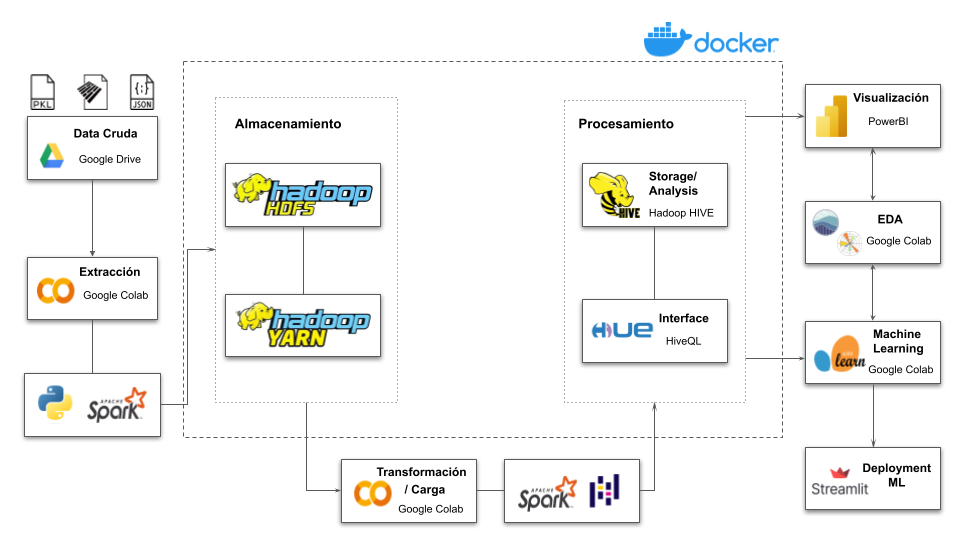 docker
PKL
{;}
JSON
Data Cruda
Google Drive
Extracción
Google Colab
APACHE
Spark
Almacenamiento
hadoop
HDFS
hadoop
YARN
Procesamiento
Storage/
Analysis
Hadoop HIVE
HIVE
Interface
HiveQL
HUE
Transformación
/ Carga
Google Colab
APACHE
Spark
Visualización
PowerBI
EDA
Google Colab
Machine
Learning
Google Colab
learn
Deployment
ML
Streamlit